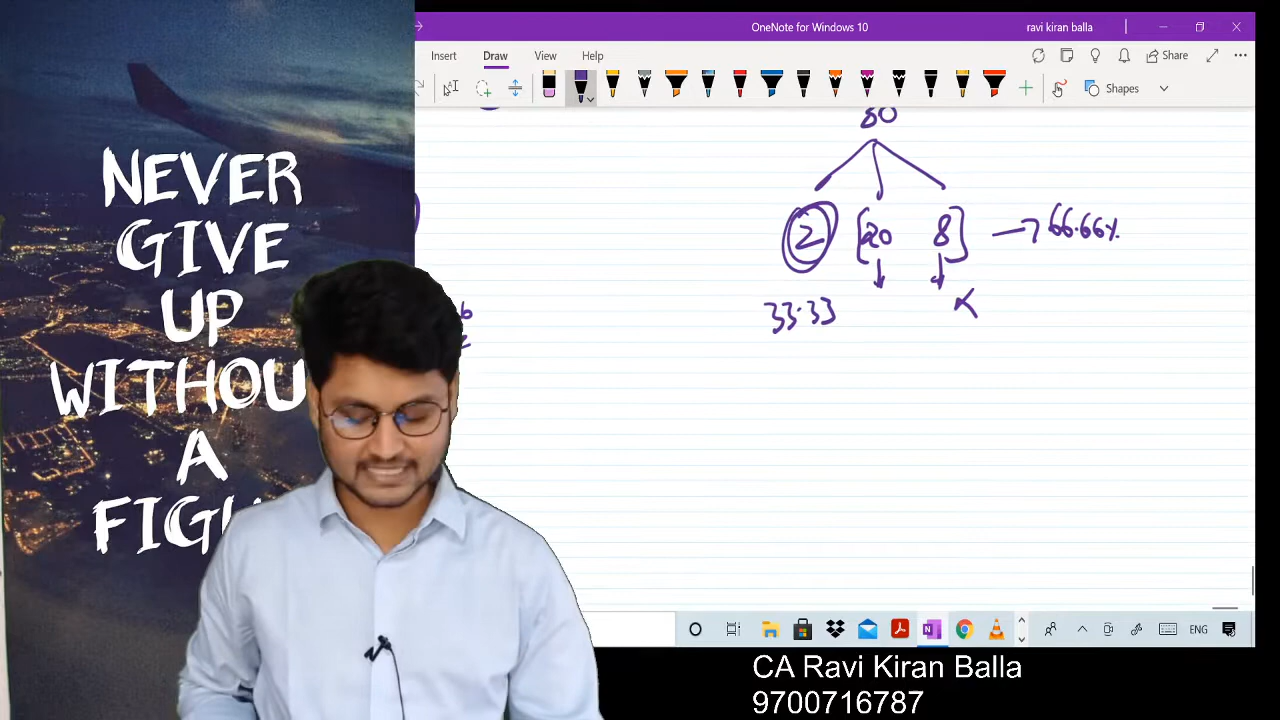 NEVER
GIVE
UP
WITHOU
A
FIGH
OneNote for Windows 10
ravi kiran balla
Insert Draw View Help
Share
Shapes
80
2 [20 8] → 66.66%
33.33
ENG
CA Ravi Kiran Balla
9700716787